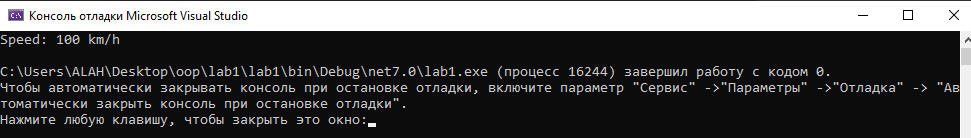 Консоль отладки Microsoft Visual Studio
Speed: 100 km/h
C:\Users\ALAH\Desktop\oop\lab1\lab1\bin\Debug\net7.0\lab1.exe (процесс 16244) завершил работу с кодом 0.
Чтобы автоматически закрывать консоль при остановке отладки, включите параметр "Сервис" ->"Параметры" ->"Отладка" -> "Ав
томатически закрыть консоль при остановке отладки".
Нажмите любую клавишу, чтобы закрыть это окно: